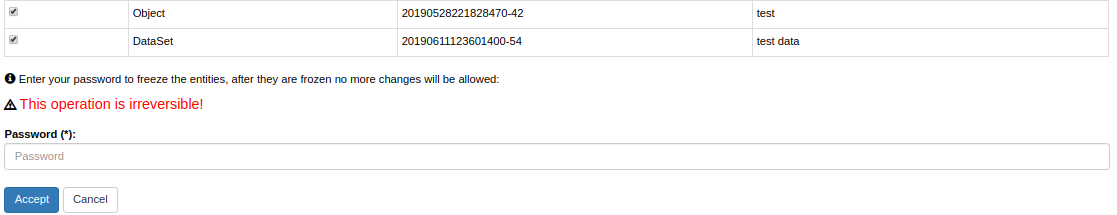 Object 20190528221828470-42 test
DataSet 20190611123601400-54 test data
Enter your password to freeze the entities, after they are frozen no more changes will be allowed:
This operation is irreversible!
Password (*):
Password
Accept Cancel